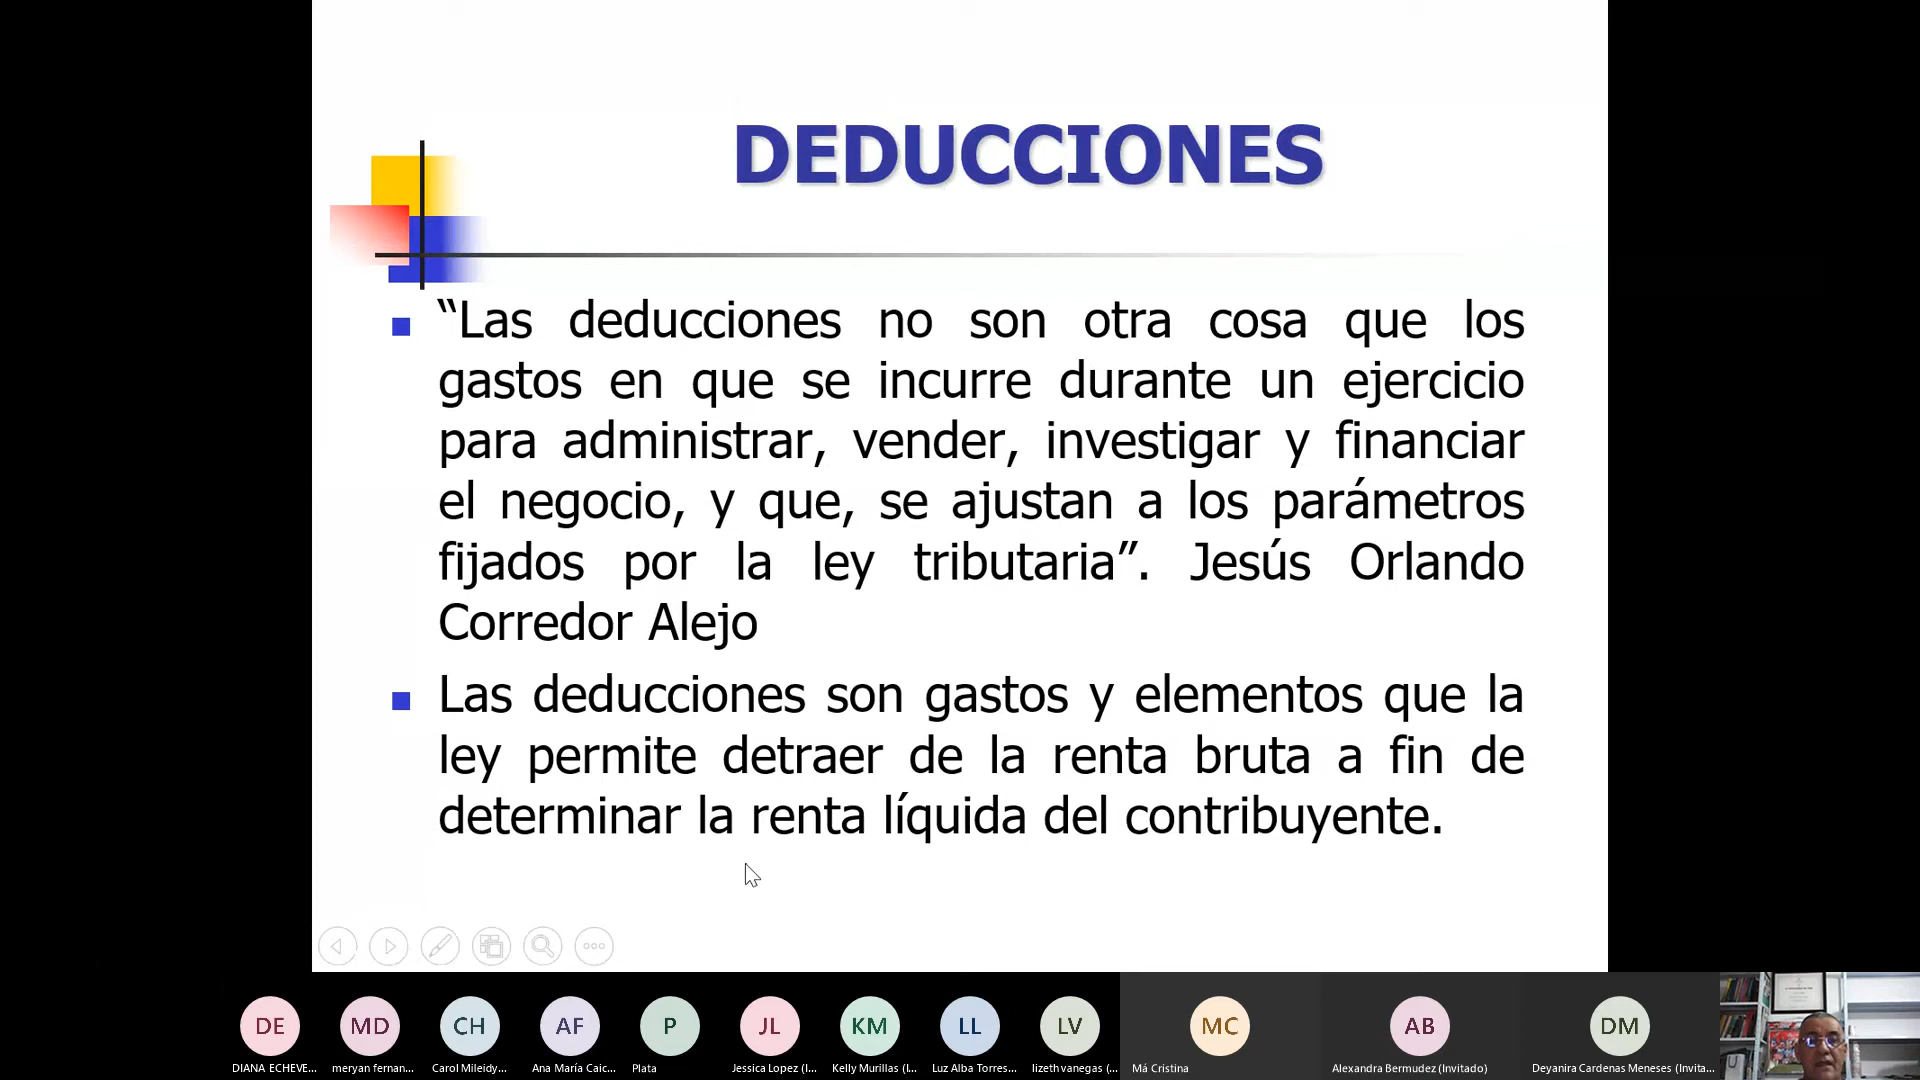 DEDUCCIONES
“Las deducciones no son otra cosa que los
gastos en que se incurre durante un ejercicio
para administrar, vender, investigar y financiar
el negocio, y que, se ajustan a los parámetros
fijados por la ley tributaria”. Jesús Orlando
Corredor Alejo
Las deducciones son gastos y elementos que la
ley permite detraer de la renta bruta a fin de
determinar la renta líquida del contribuyente.
DE MD CH AF P JL KM LL LV MC AB DM
DIANA ECHEVE... meryan fernan... Carol Mileidy... Ana María Caic... Plata Jessica Lopez (I... Kelly Murillas (I... Luz Alba Torres... lizeth vanegas (... Má Cristina Alexandra Bermudez (Invitado) Deyanira Cardenas Meneses (Invita...